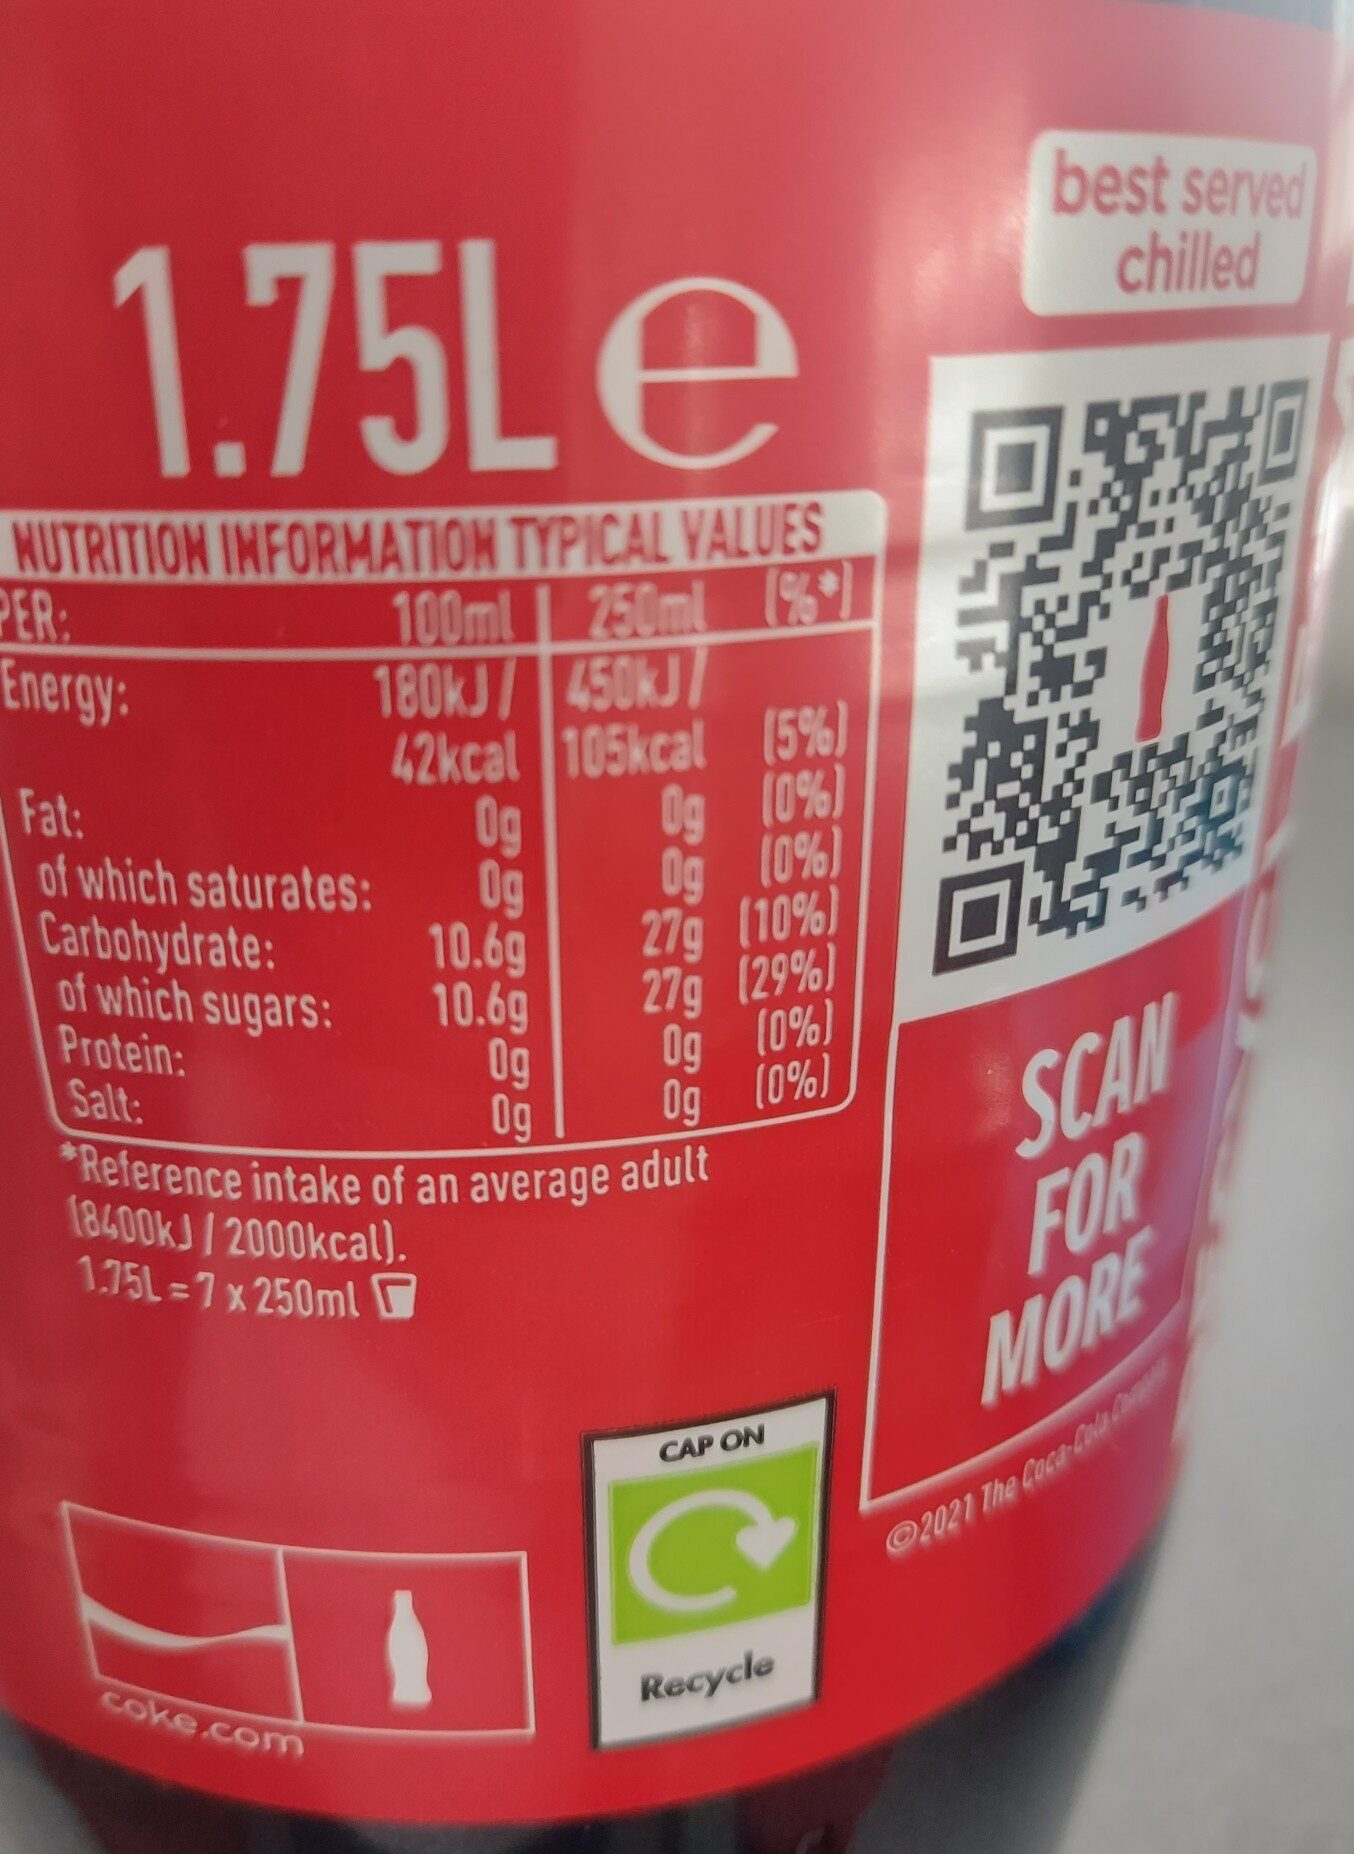 best served
chilled
1.75L e
NUTRITION INFORMATION TYPICAL VALUES
PER: 100ml 250ml (%*)
Energy: 180kJ/ 450kJ/
42kcal 105kcal (5%)
Fat: 0g 0g (0%)
of which saturates: 0g 0g (0%)
Carbohydrate: 10.6g 27g (10%)
of which sugars: 10.6g 27g (29%)
Protein: 0g 0g (0%)
Salt: 0g 0g (0%)
*Reference intake of an average adult
(8400kJ / 2000kcal).
1.75L = 7 x 250ml
SCAN
FOR
MORE
©2021 The Coca-Cola
CAP ON
Recycle
coke.com